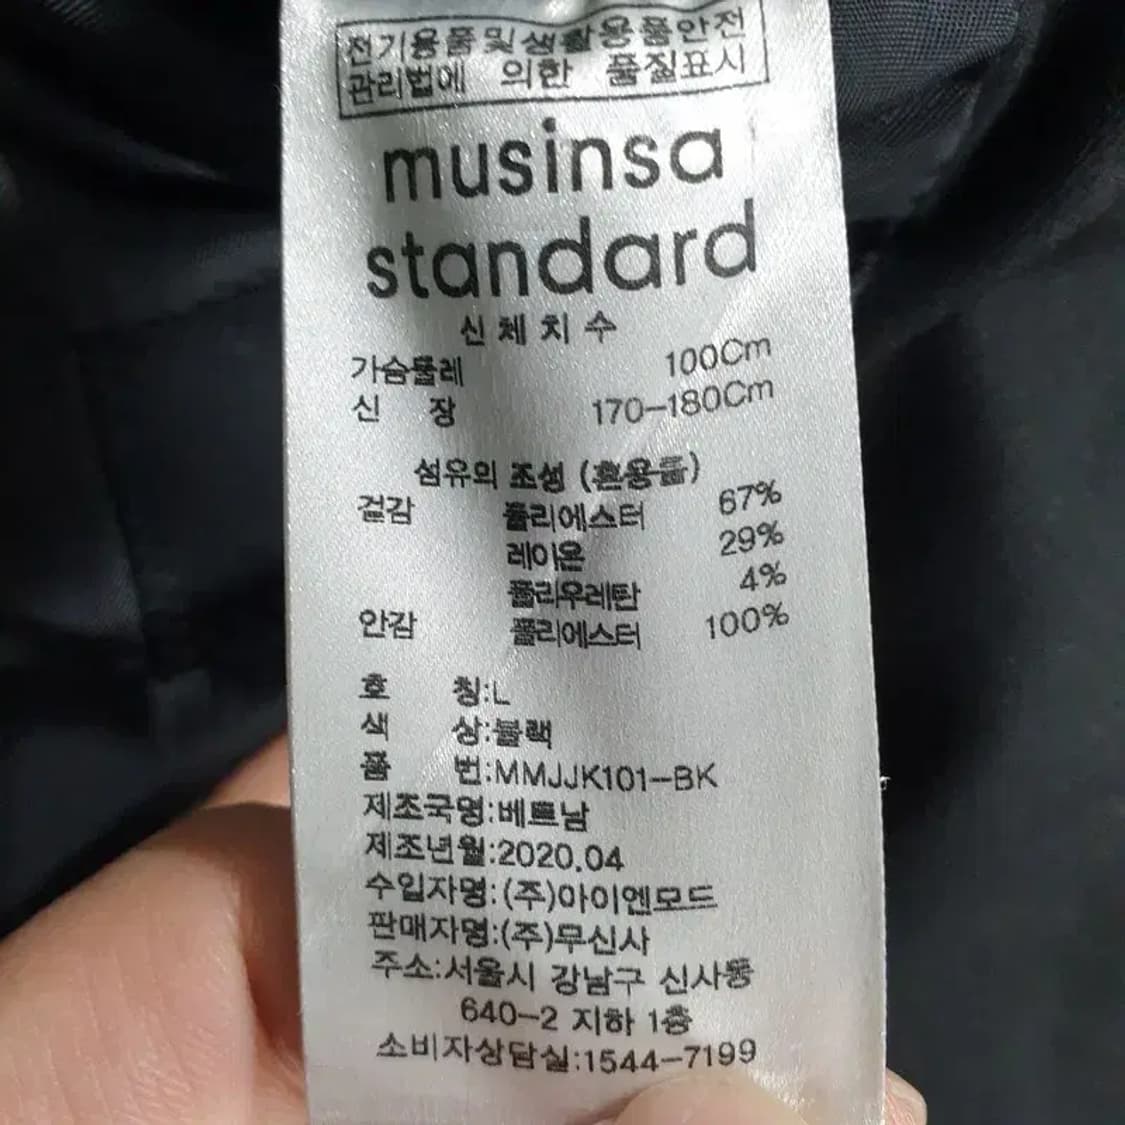 전기용품및생활용품안전
관리법에 의한 품질표시
musinsa
standard
신체치수
가슴둘레 100Cm
신 장 170-180Cm
섬유의 조성 (혼용률)
겉감 폴리에스터 67%
레이온 29%
폴리우레탄 4%
안감 폴리에스터 100%
호 칭:L
색 상:블랙
품 번:MMJJK101-BK
제조국명:베트남
제조년월:2020.04
수입자명:(주)아이엔모드
판매자명:(주)무신사
주소:서울시 강남구 신사동
640-2 지하 1층
소비자상담실:1544-7199